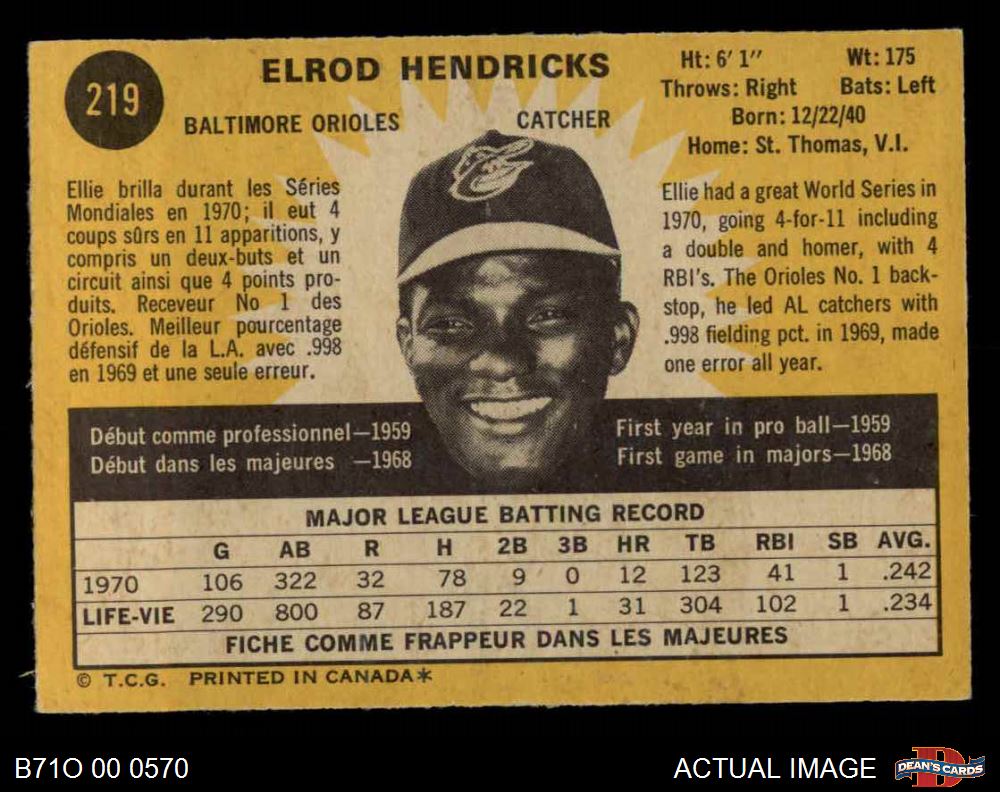 219
ELROD HENDRICKS
BALTIMORE ORIOLES CATCHER
Ht: 6' 1" Wt: 175
Throws: Right Bats: Left
Born: 12/22/40
Home: St. Thomas, V.I.
Ellie brilla durant les Séries
Mondiales en 1970; il eut 4
coups sûrs en 11 apparitions, y
compris un deux-buts et un
circuit ainsi que 4 points pro-
duits. Receveur No 1 des
Orioles. Meilleur pourcentage
défensif de la L.A. avec .998
en 1969 et une seule erreur.
Ellie had a great World Series in
1970, going 4-for-11 including
a double and homer, with 4
RBI's. The Orioles No. 1 back-
stop, he led AL catchers with
.998 fielding pct. in 1969, made
one error all year.
Début comme professionnel—1959
Début dans les majeures —1968
First year in pro ball—1959
First game in majors—1968
MAJOR LEAGUE BATTING RECORD
G AB R H 2B 3B HR TB RBI SB AVG.
1970 106 322 32 78 9 0 12 123 41 1 .242
LIFE-VIE 290 800 87 187 22 1 31 304 102 1 .234
FICHE COMME FRAPPEUR DANS LES MAJEURES
© T.C.G. PRINTED IN CANADA*
B71O 00 0570
ACTUAL IMAGE
DEAN'S CARDS